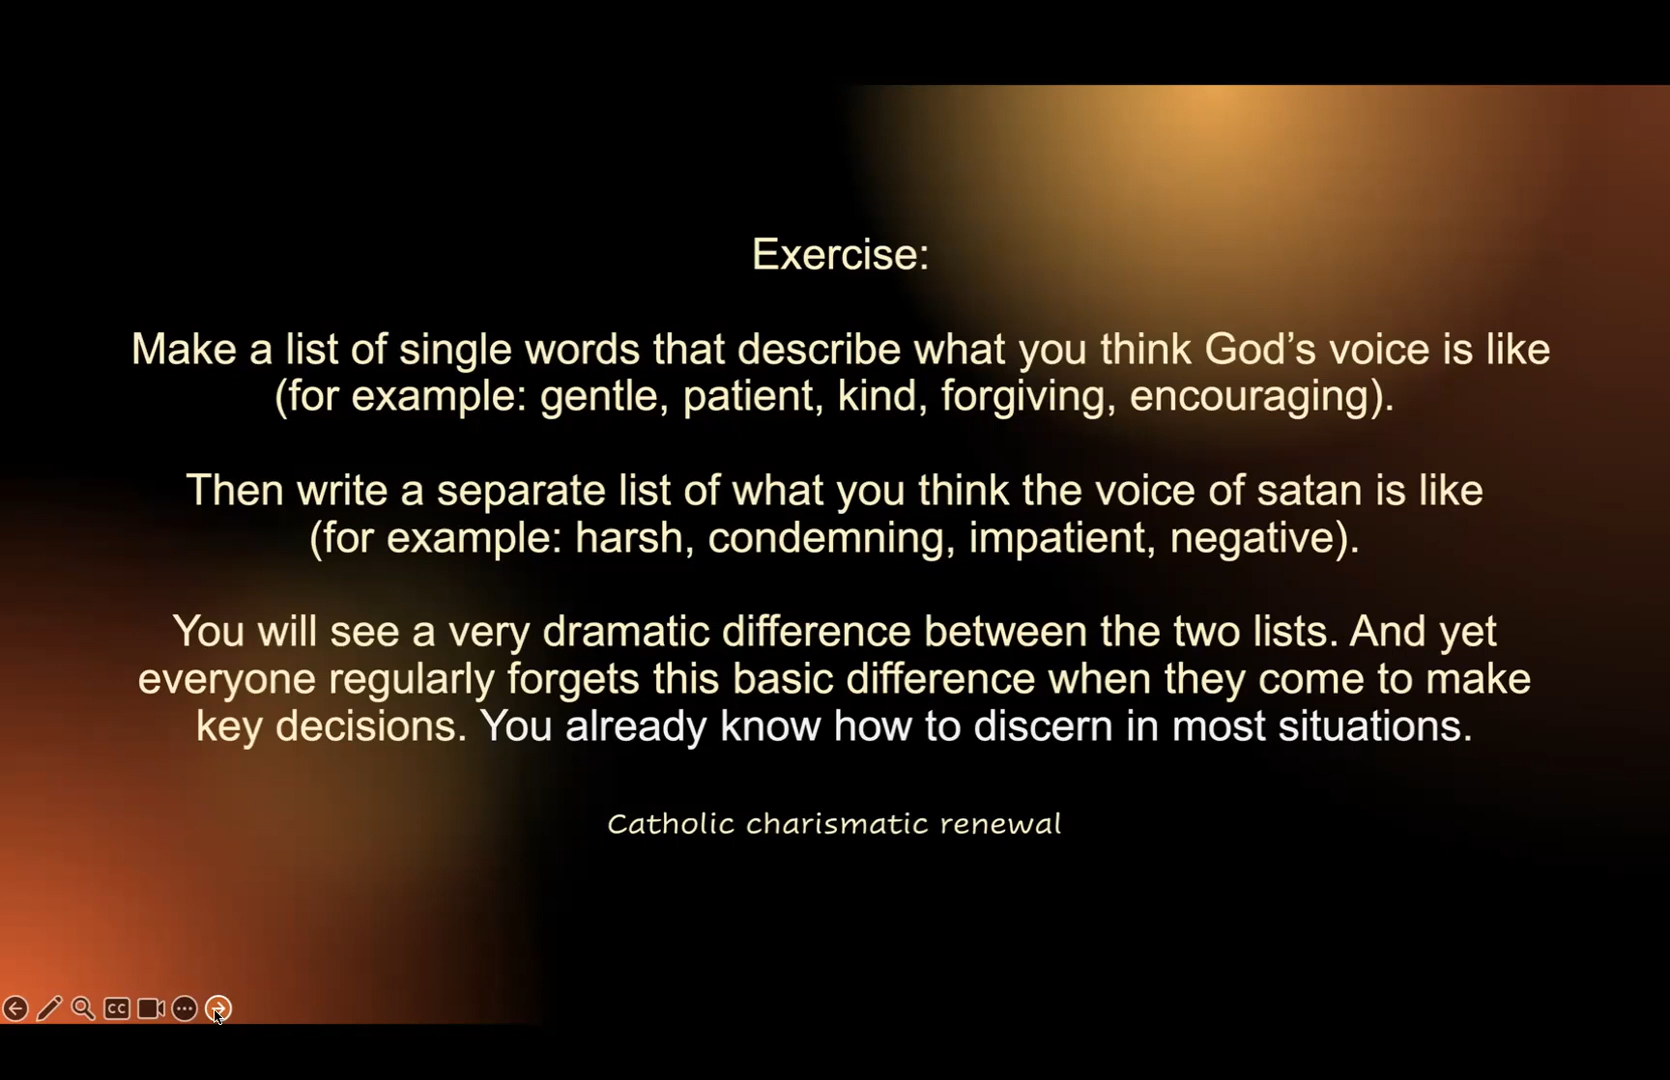 Exercise:
Make a list of single words that describe what you think God’s voice is like
(for example: gentle, patient, kind, forgiving, encouraging).
Then write a separate list of what you think the voice of satan is like
(for example: harsh, condemning, impatient, negative).
You will see a very dramatic difference between the two lists. And yet
everyone regularly forgets this basic difference when they come to make
key decisions. You already know how to discern in most situations.
Catholic charismatic renewal
CC